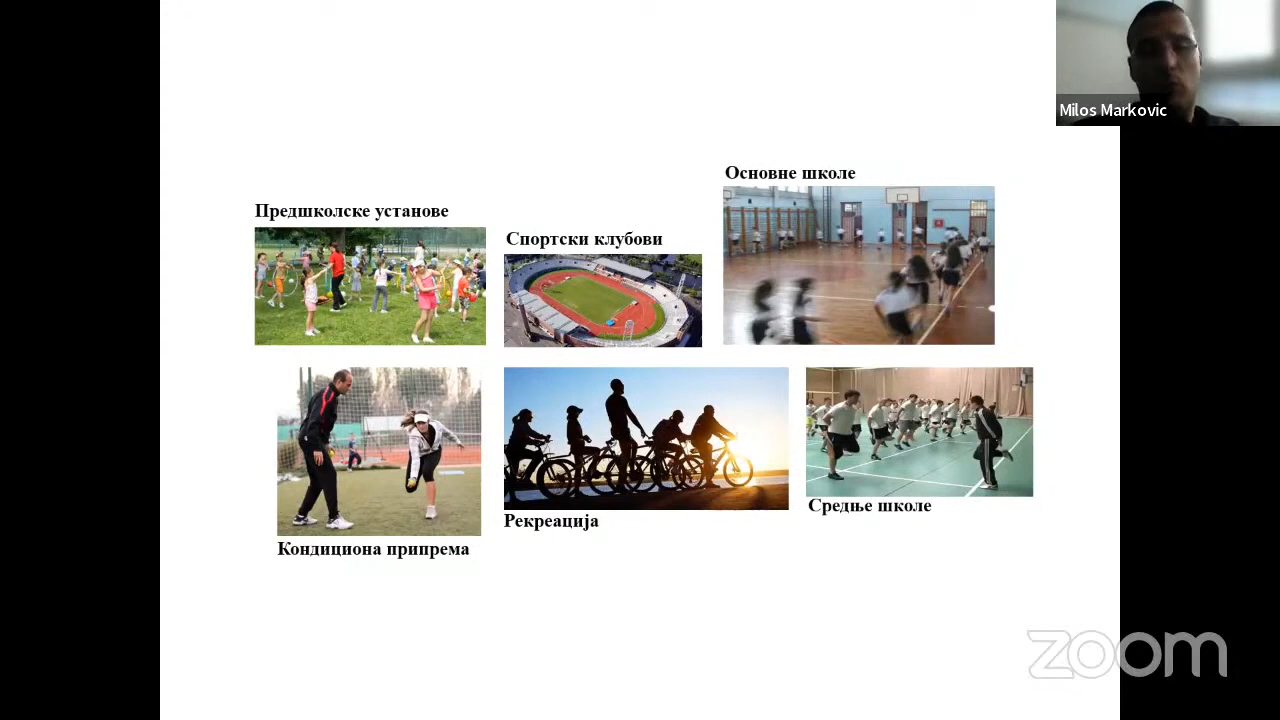 Milos Markovic
Основне школе
Предшколске установе
Спортски клубови
Средње школе
Рекреација
Кондициона припрема
zoom